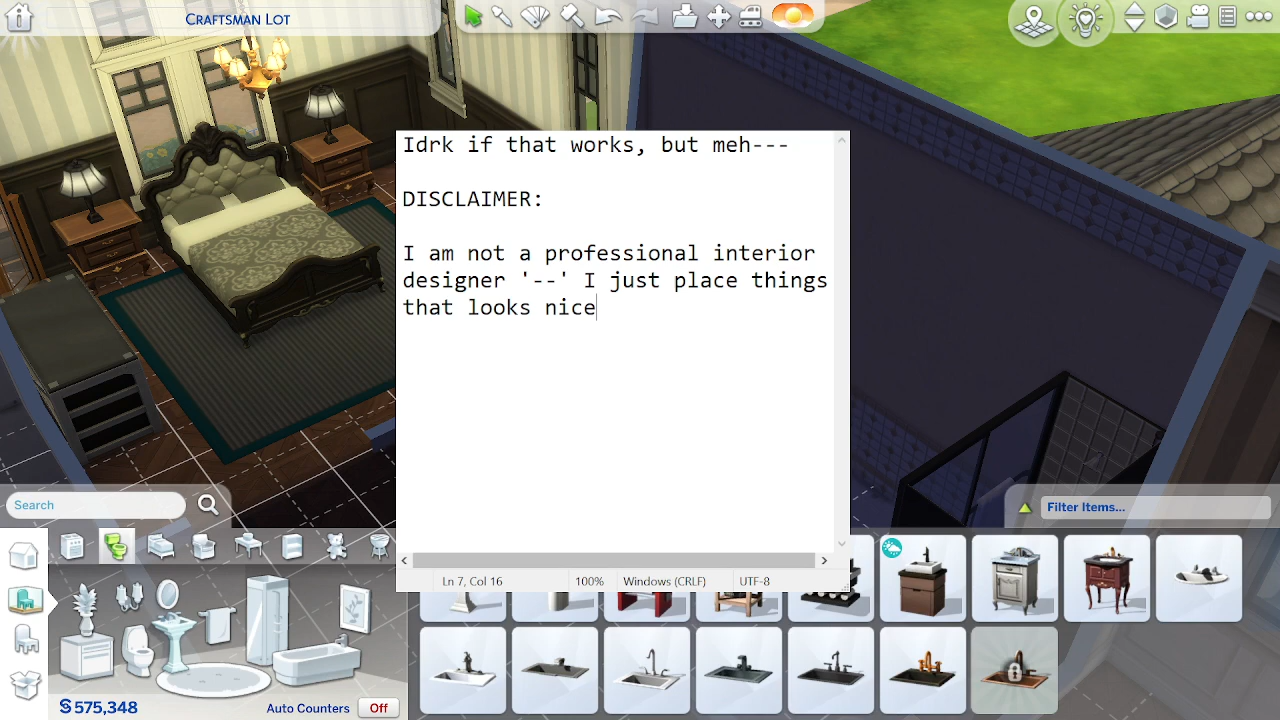 Craftsman Lot
Idrk if that works, but meh---
DISCLAIMER:
I am not a professional interior
designer '--' I just place things
that looks nice
Search
Filter Items...
Ln 7, Col 16
100%
Windows (CRLF)
UTF-8
§575,348
Auto Counters
Off